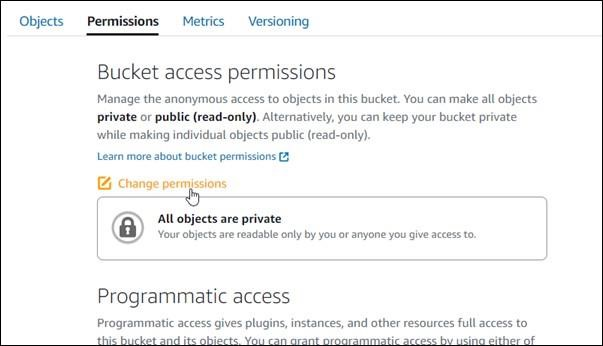 Objects Permissions Metrics Versioning
Bucket access permissions
Manage the anonymous access to objects in this bucket. You can make all objects
private or public (read-only). Alternatively, you can keep your bucket private
while making individual objects public (read-only).
Learn more about bucket permissions
Change permissions
All objects are private
Your objects are readable only by you or anyone you give access to.
Programmatic access
Programmatic access gives plugins, instances, and other resources full access to
this bucket and its objects. You can grant programmatic access by using either of